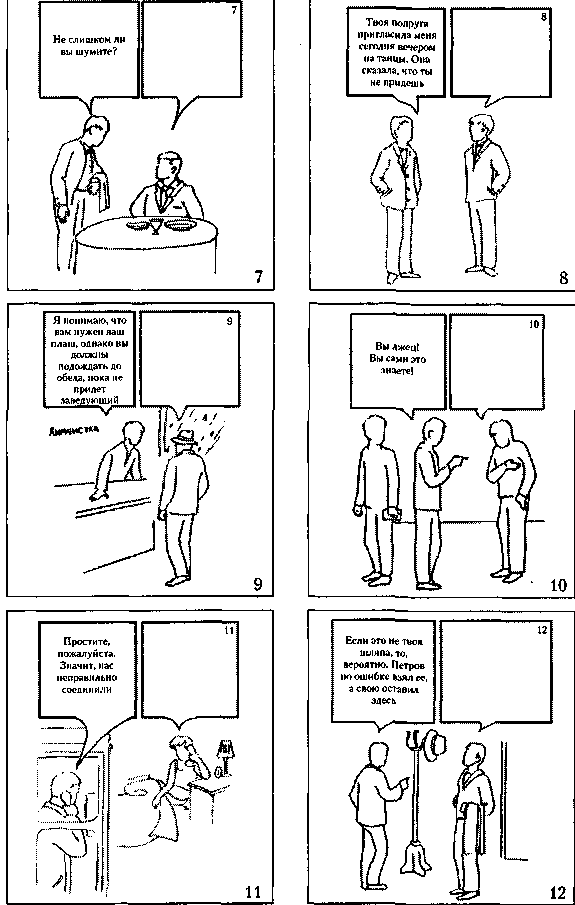 7
Не слишком ли
вы шумите?
7
8
Твоя подруга
пригласила меня
сегодня вечером
на танцы. Она
сказала, что ты
не придешь
8
9
Я понимаю, что
вам нужен ваш
плащ, однако вы
должны
подождать до
обеда, пока не
придет
заведующий
Химчистка
9
10
Вы лжец!
Вы сами это
знаете!
10
11
Простите,
пожалуйста.
Значит, нас
неправильно
соединили
11
12
Если это не твоя
шляпа, то,
вероятно, Петров
по ошибке взял ее,
а свою оставил
здесь
12